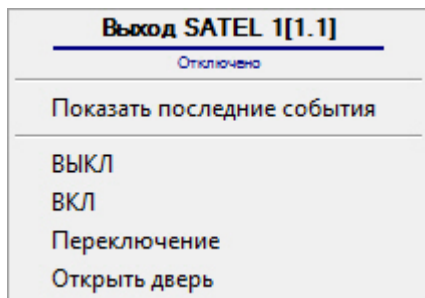 Выход SATEL 1[1.1]
Отключено
Показать последние события
ВЫКЛ
ВКЛ
Переключение
Открыть дверь